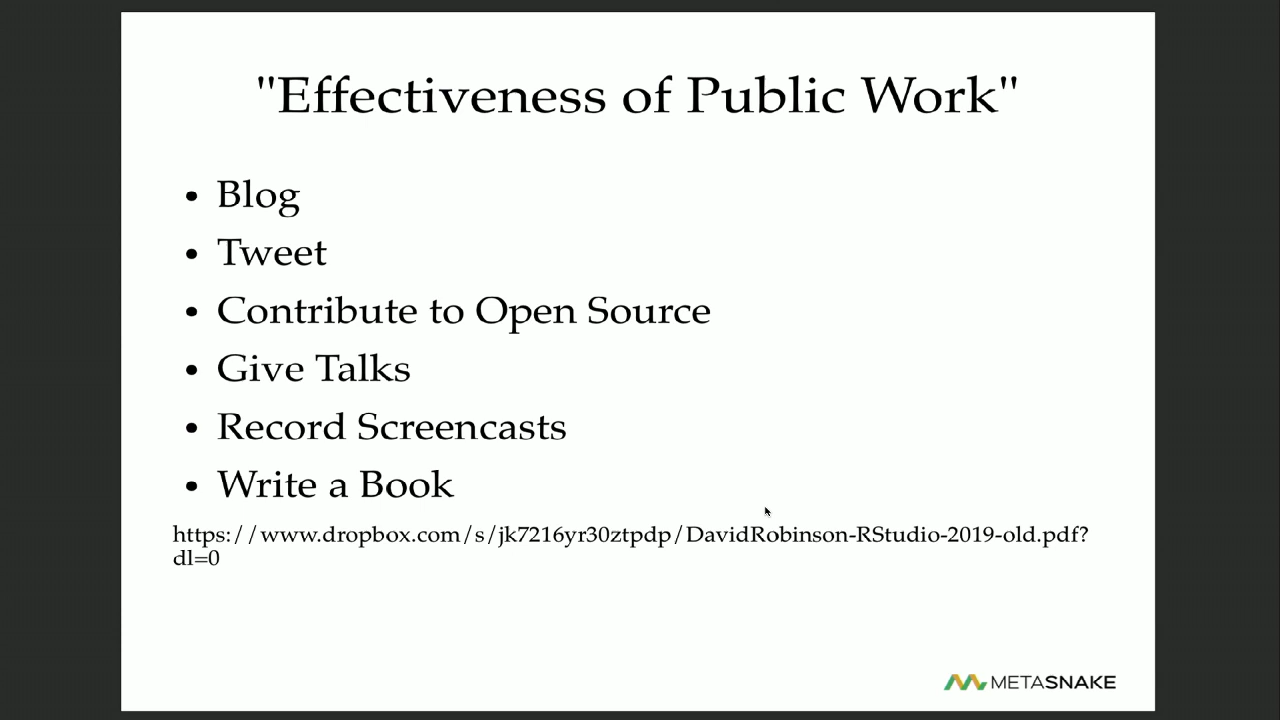 "Effectiveness of Public Work"
• Blog
• Tweet
• Contribute to Open Source
• Give Talks
• Record Screencasts
• Write a Book
https://www.dropbox.com/s/jk7216yr30ztpdp/DavidRobinson-RStudio-2019-old.pdf?
dl=0
METASNAKE